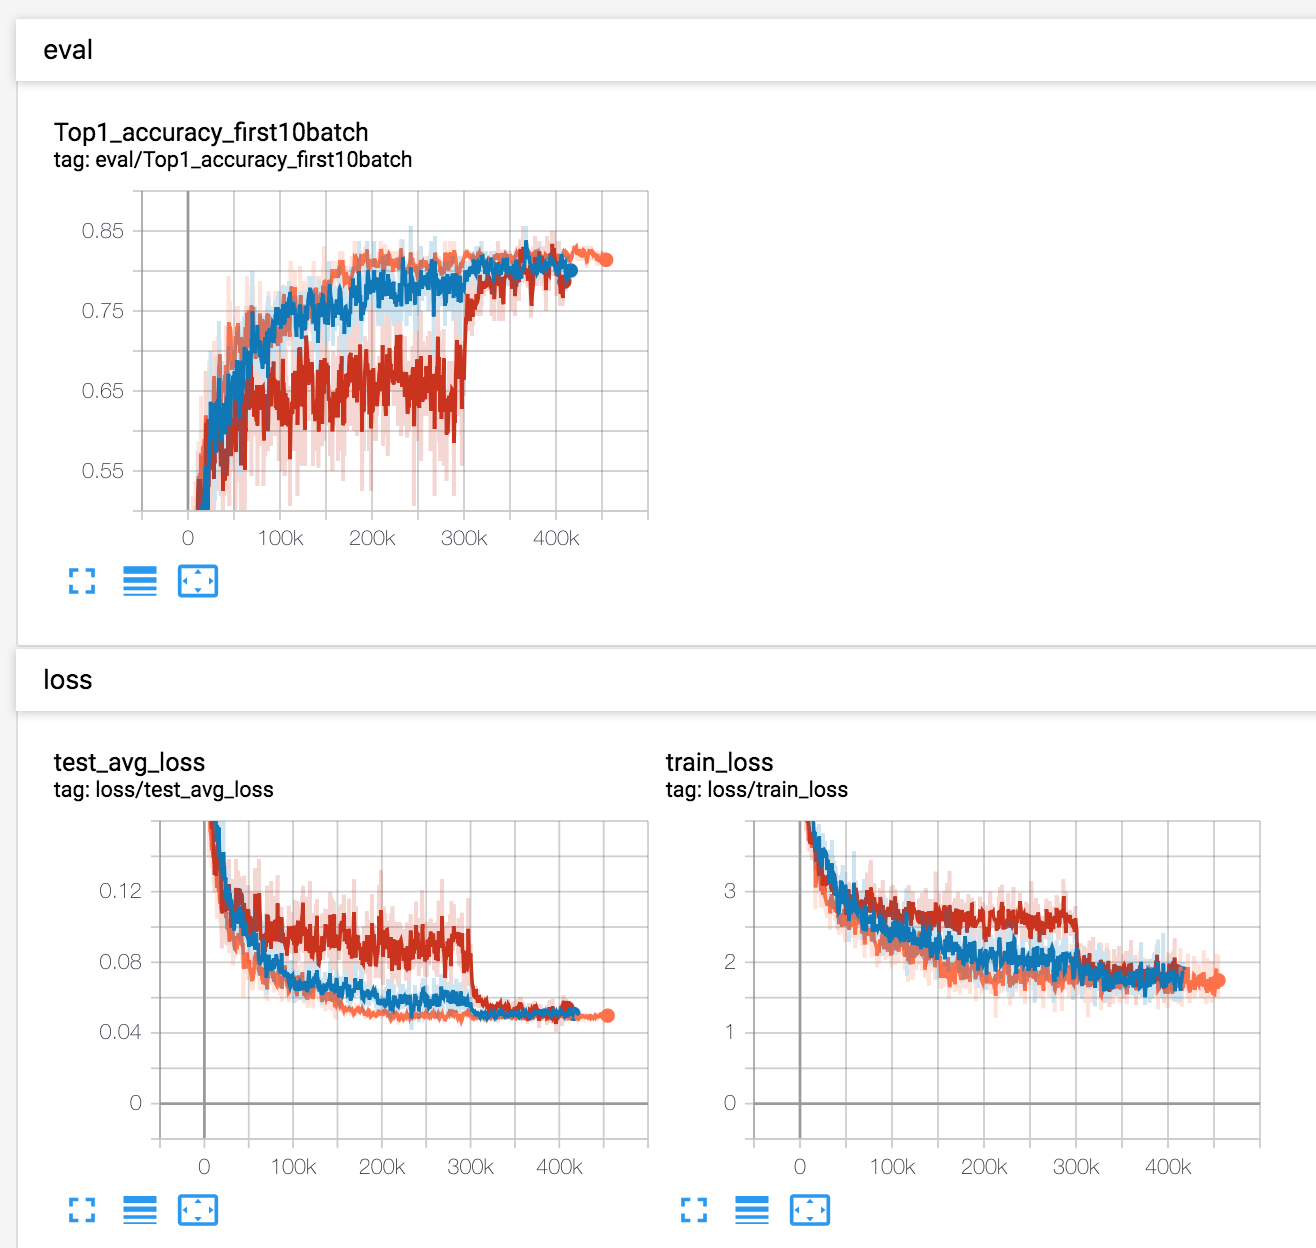 eval
Top1_accuracy_first10batch
tag: eval/Top1_accuracy_first10batch
0.85
0.75
0.65
0.55
0 100k 200k 300k 400k
loss
test_avg_loss
tag: loss/test_avg_loss
0.12
0.08
0.04
0
0 100k 200k 300k 400k
train_loss
tag: loss/train_loss
3
2
1
0
0 100k 200k 300k 400k